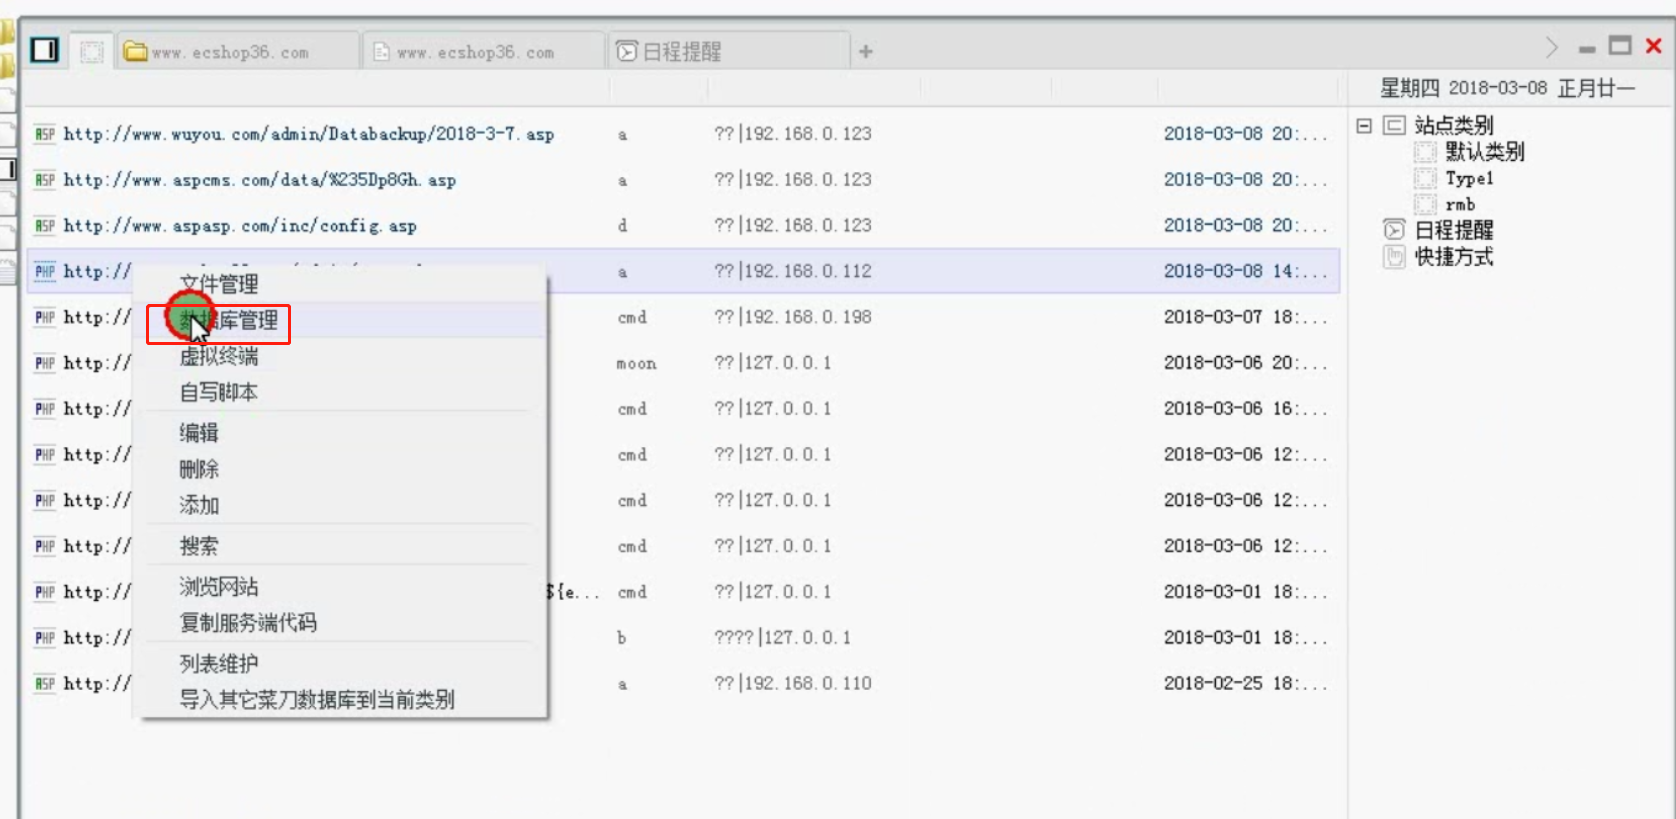 www.ecshop36.com www.ecshop36.com 日程提醒 +
星期四 2018-03-08 正月廿一
ASP http://www.wuyou.com/admin/Databackup/2018-3-7.asp a ??|192.168.0.123 2018-03-08 20:...
ASP http://www.aspcms.com/data/%235Dp8Gh.asp a ??|192.168.0.123 2018-03-08 20:...
ASP http://www.aspasp.com/inc/config.asp d ??|192.168.0.123 2018-03-08 20:...
PHP http:// a ??|192.168.0.112 2018-03-08 14:...
PHP http:// cmd ??|192.168.0.198 2018-03-07 18:...
PHP http:// moon ??|127.0.0.1 2018-03-06 20:...
PHP http:// cmd ??|127.0.0.1 2018-03-06 16:...
PHP http:// cmd ??|127.0.0.1 2018-03-06 12:...
PHP http:// cmd ??|127.0.0.1 2018-03-06 12:...
PHP http:// cmd ??|127.0.0.1 2018-03-06 12:...
PHP http:// ${e... cmd ??|127.0.0.1 2018-03-01 18:...
PHP http:// b ????|127.0.0.1 2018-03-01 18:...
ASP http:// a ??|192.168.0.110 2018-02-25 18:...
文件管理
数据库管理
虚拟终端
自写脚本
编辑
删除
添加
搜索
浏览网站
复制服务端代码
列表维护
导入其它菜刀数据库到当前类别
站点类别
默认类别
Type1
rmb
日程提醒
快捷方式